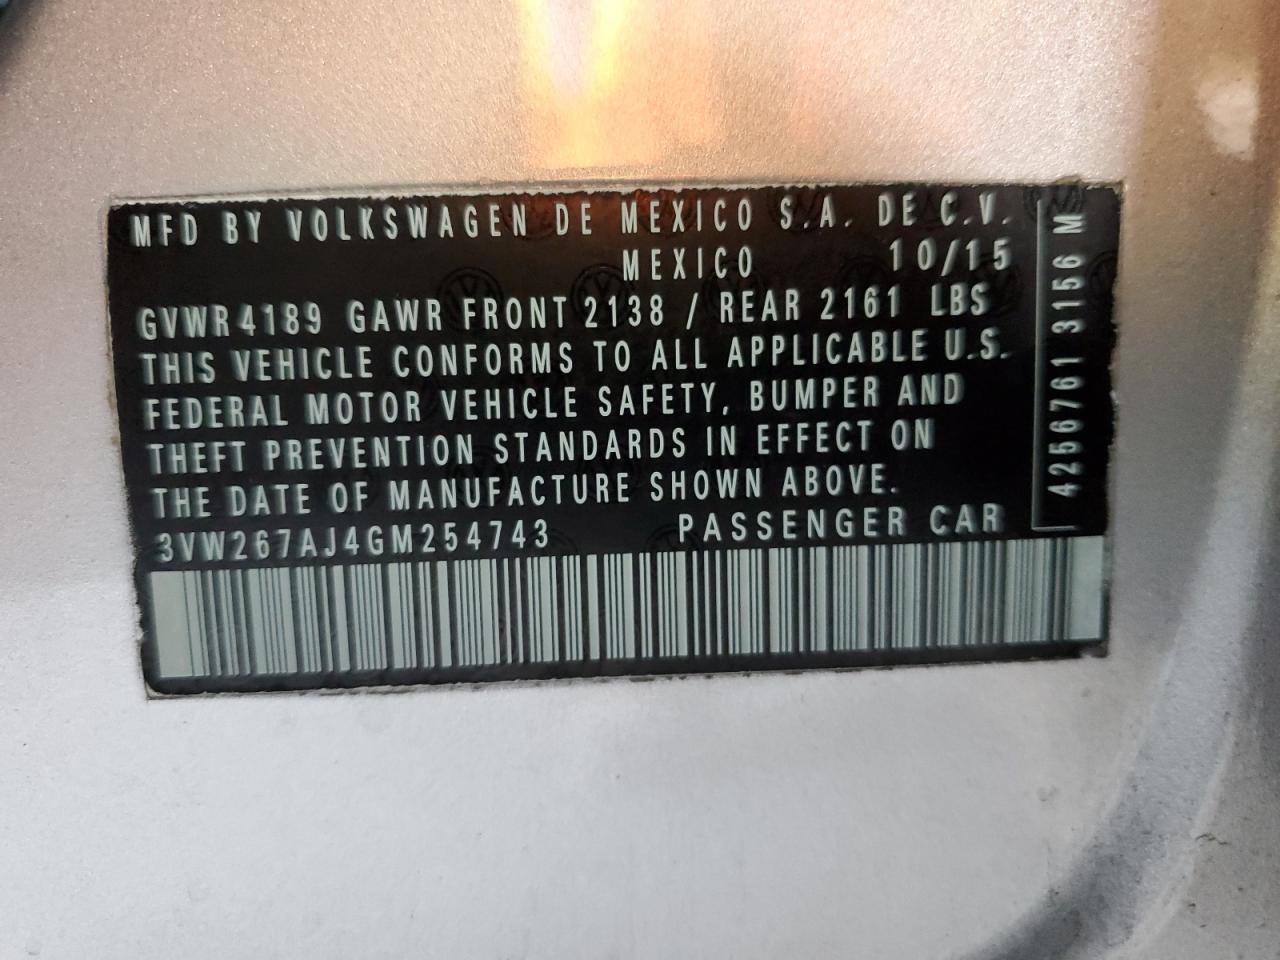 MFD BY VOLKSWAGEN DE MEXICO S.A. DE C.V.
MEXICO 10/15
GVWR 4189 GAWR FRONT 2138 / REAR 2161 LBS
THIS VEHICLE CONFORMS TO ALL APPLICABLE U.S.
FEDERAL MOTOR VEHICLE SAFETY, BUMPER AND
THEFT PREVENTION STANDARDS IN EFFECT ON
THE DATE OF MANUFACTURE SHOWN ABOVE.
3VW267AJ4GM254743 PASSENGER CAR
4256761 3156 M